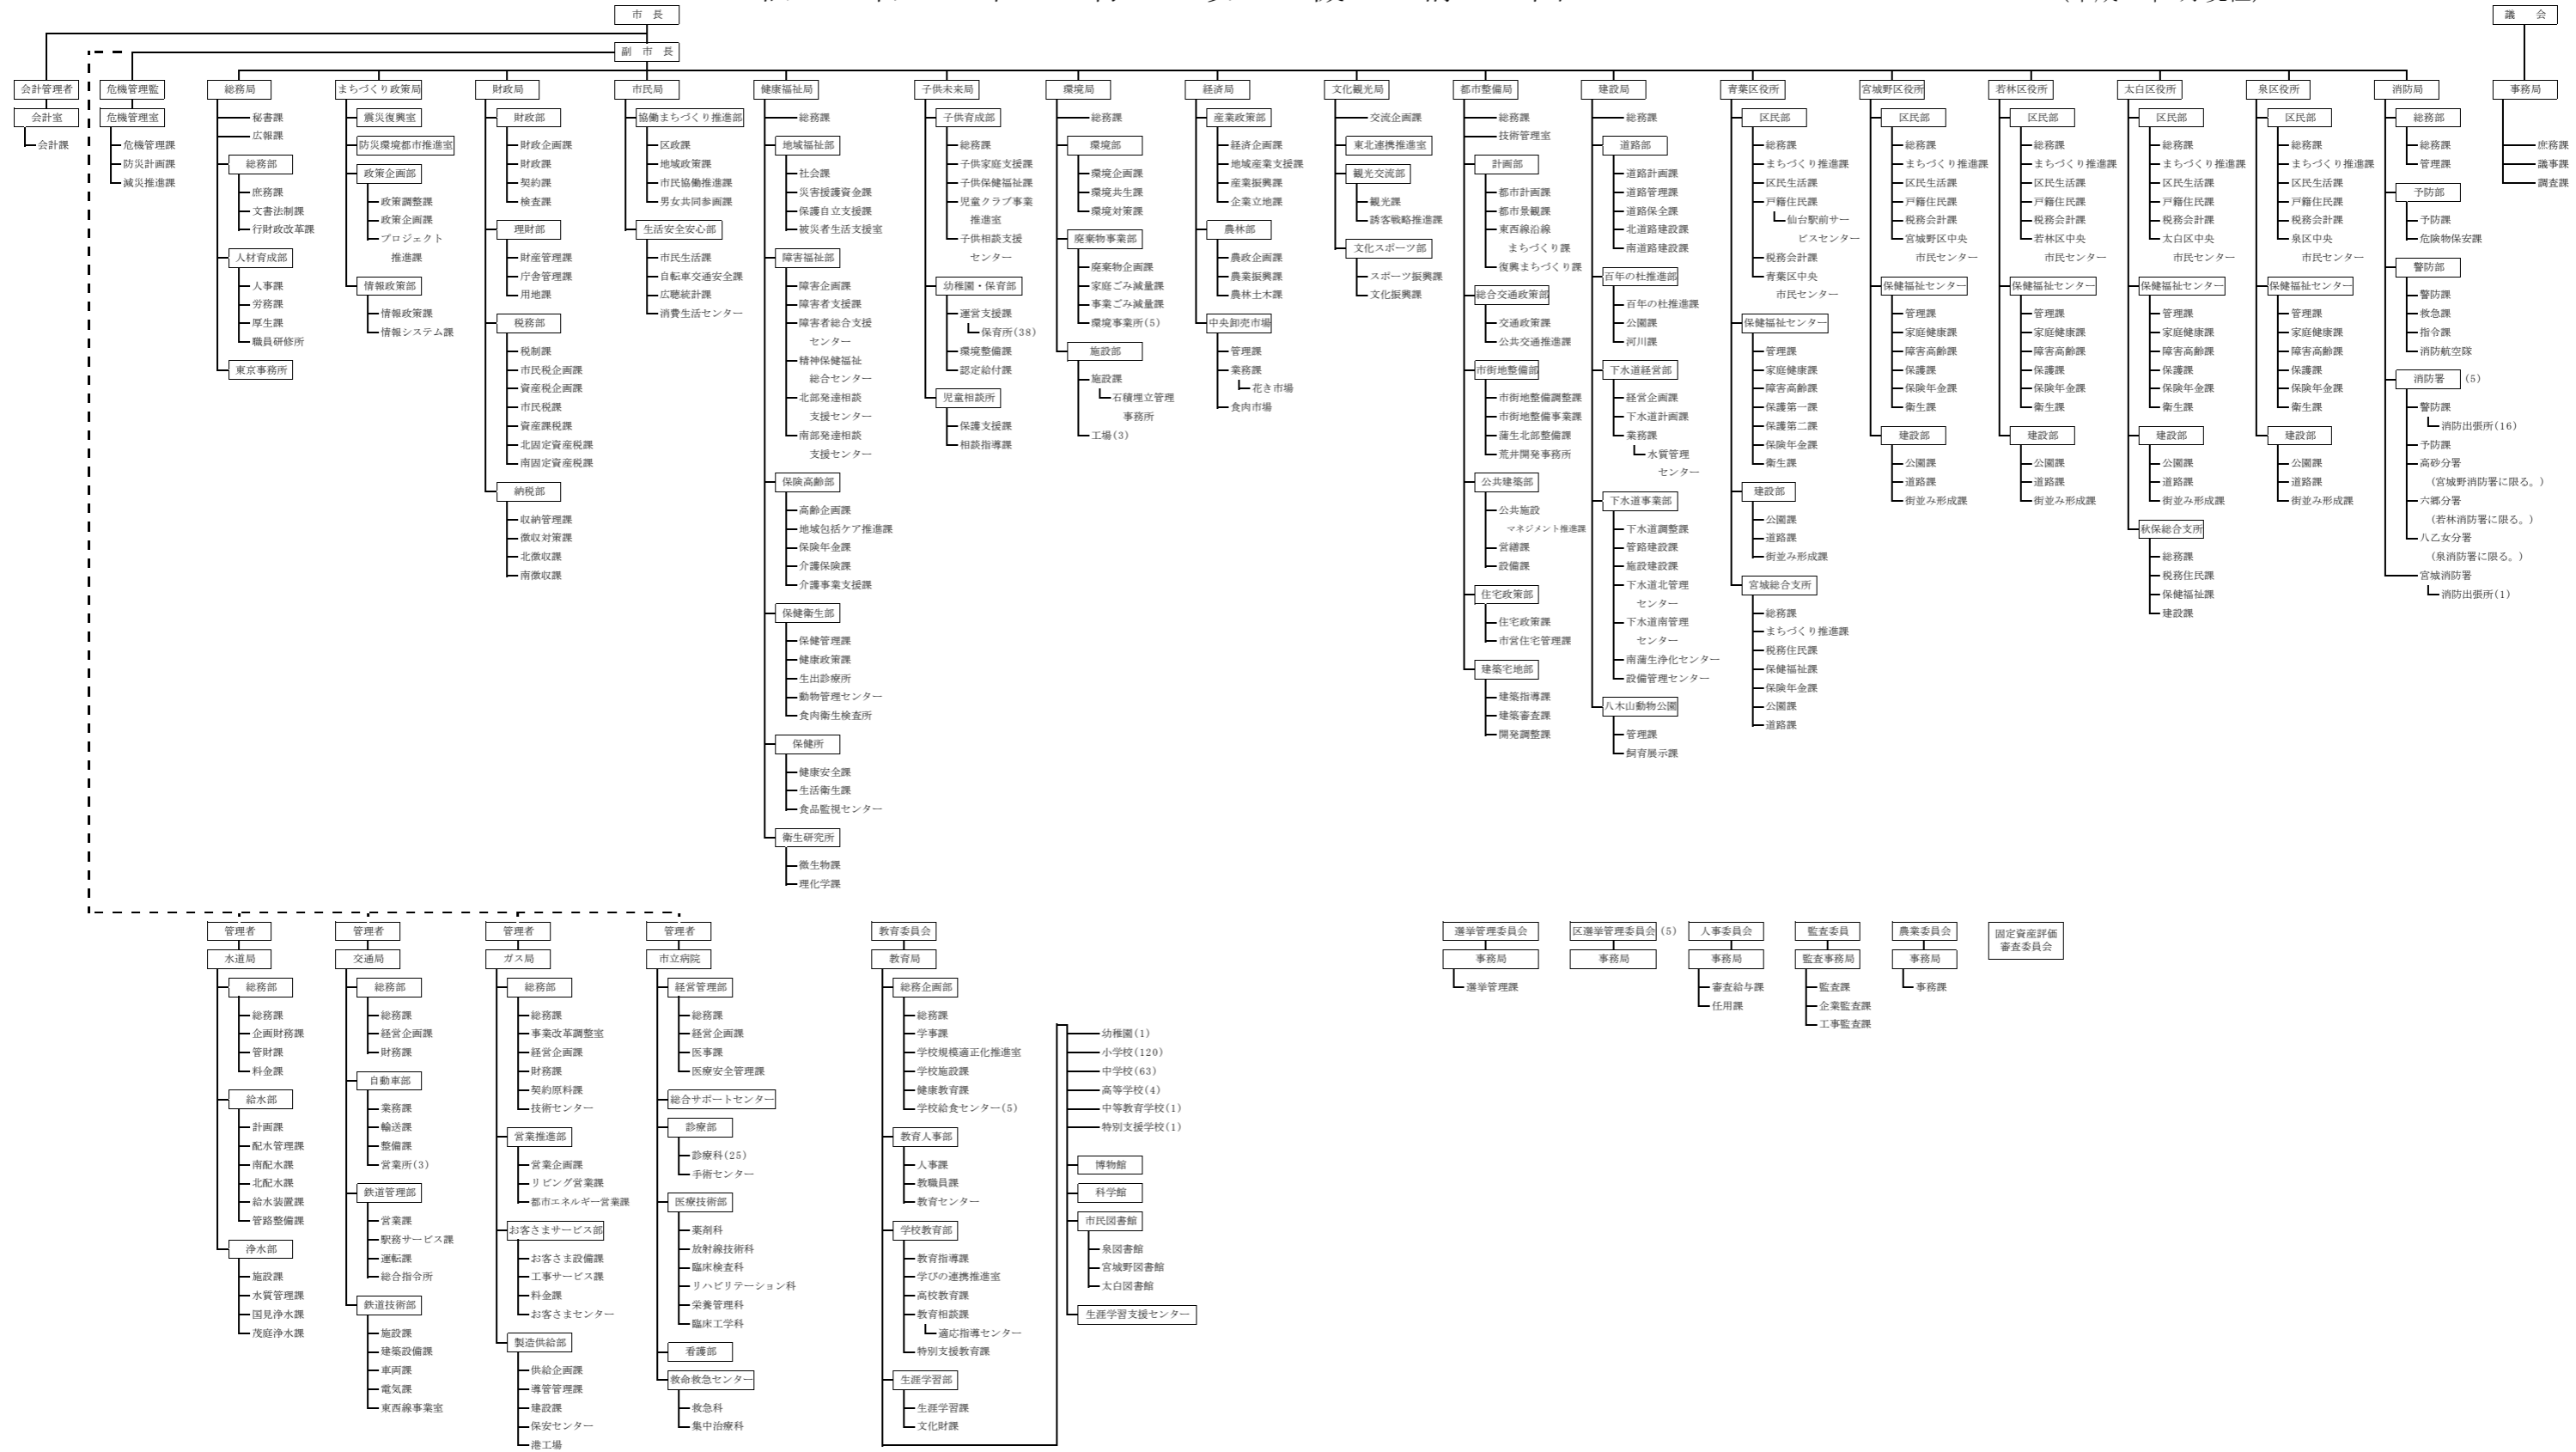 市　長
副　市　長
会計管理者
会計室
会計課
危機管理監
危機管理室
危機管理課
防災計画課
減災推進課
総務局
秘書課
広報課
総務部
庶務課
文書法制課
行財政改革課
人材育成部
人事課
労務課
厚生課
職員研修所
東京事務所
まちづくり政策局
震災復興室
防災環境都市推進室
政策企画部
政策調整課
政策企画課
プロジェクト
推進課
情報政策部
情報政策課
情報システム課
財政局
財政部
財政企画課
財政課
契約課
検査課
理財部
財産管理課
庁舎管理課
用地課
税務部
税制課
市民税企画課
資産税企画課
市民税課
資産課税課
北固定資産税課
南固定資産税課
納税部
収納管理課
徴収対策課
北徴収課
南徴収課
市民局
協働まちづくり推進部
区政課
地域政策課
市民協働推進課
男女共同参画課
生活安全安心部
市民生活課
自転車交通安全課
広聴統計課
消費生活センター
健康福祉局
総務課
地域福祉部
社会課
災害援護資金課
保護自立支援課
被災者生活支援室
障害福祉部
障害企画課
障害者支援課
障害者総合支援
センター
精神保健福祉
総合センター
北部発達相談
支援センター
南部発達相談
支援センター
保険高齢部
高齢企画課
地域包括ケア推進課
保険年金課
介護保険課
介護事業支援課
保健衛生部
保健管理課
健康政策課
生出診療所
動物管理センター
食肉衛生検査所
保健所
健康安全課
生活衛生課
食品監視センター
衛生研究所
微生物課
理化学課
子供未来局
子供育成部
総務課
子供家庭支援課
子供保健福祉課
児童クラブ事業
推進室
子供相談支援
センター
幼稚園・保育部
運営支援課
保育所(38)
環境整備課
認定給付課
児童相談所
保護支援課
相談指導課
環境局
総務課
環境部
環境企画課
環境共生課
環境対策課
廃棄物事業部
廃棄物企画課
家庭ごみ減量課
事業ごみ減量課
環境事業所(5)
施設部
施設課
石積埋立管理
事務所
工場(3)
経済局
産業政策部
経済企画課
地域産業支援課
産業振興課
企業立地課
農林部
農政企画課
農業振興課
農林土木課
中央卸売市場
管理課
業務課
花き市場
食肉市場
文化観光局
交流企画課
東北連携推進室
観光交流部
観光課
誘客戦略推進課
文化スポーツ部
スポーツ振興課
文化振興課
都市整備局
総務課
技術管理室
計画部
都市計画課
都市景観課
東西線沿線
まちづくり課
復興まちづくり課
総合交通政策部
交通政策課
公共交通推進課
市街地整備部
市街地整備調整課
市街地整備事業課
蒲生北部整備課
荒井開発事務所
公共建築部
公共施設
マネジメント推進課
営繕課
設備課
住宅政策部
住宅政策課
市営住宅管理課
建築宅地部
建築指導課
建築審査課
開発調整課
建設局
総務課
道路部
道路計画課
道路管理課
道路保全課
北道路建設課
南道路建設課
百年の杜推進部
百年の杜推進課
公園課
河川課
下水道経営部
経営企画課
下水道計画課
業務課
水質管理
センター
下水道事業部
下水道調整課
管路建設課
施設建設課
下水道北管理
センター
下水道南管理
センター
南蒲生浄化センター
設備管理センター
八木山動物公園
管理課
飼育展示課
青葉区役所
区民部
総務課
まちづくり推進課
区民生活課
戸籍住民課
仙台駅前サー
ビスセンター
税務会計課
青葉区中央
市民センター
保健福祉センター
管理課
家庭健康課
障害高齢課
保護第一課
保護第二課
保険年金課
衛生課
建設部
公園課
道路課
街並み形成課
宮城総合支所
総務課
まちづくり推進課
税務住民課
保健福祉課
保険年金課
公園課
道路課
宮城野区役所
区民部
総務課
まちづくり推進課
区民生活課
戸籍住民課
税務会計課
宮城野区中央
市民センター
保健福祉センター
管理課
家庭健康課
障害高齢課
保護課
保険年金課
衛生課
建設部
公園課
道路課
街並み形成課
若林区役所
区民部
総務課
まちづくり推進課
区民生活課
戸籍住民課
税務会計課
若林区中央
市民センター
保健福祉センター
管理課
家庭健康課
障害高齢課
保護課
保険年金課
衛生課
建設部
公園課
道路課
街並み形成課
太白区役所
区民部
総務課
まちづくり推進課
区民生活課
戸籍住民課
税務会計課
太白区中央
市民センター
保健福祉センター
管理課
家庭健康課
障害高齢課
保護課
保険年金課
衛生課
建設部
公園課
道路課
街並み形成課
秋保総合支所
総務課
税務住民課
保健福祉課
建設課
泉区役所
区民部
総務課
まちづくり推進課
区民生活課
戸籍住民課
税務会計課
泉区中央
市民センター
保健福祉センター
管理課
家庭健康課
障害高齢課
保護課
保険年金課
衛生課
建設部
公園課
道路課
街並み形成課
消防局
総務部
総務課
管理課
予防部
予防課
危険物保安課
警防部
警防課
救急課
指令課
消防航空隊
消防署 (5)
警防課
消防出張所(16)
予防課
高砂分署
(宮城野消防署に限る。)
六郷分署
(若林消防署に限る。)
八乙女分署
(泉消防署に限る。)
宮城消防署
消防出張所(1)
議　会
事務局
庶務課
議事課
調査課
管理者
水道局
総務部
総務課
企画財務課
管財課
料金課
給水部
計画課
配水管理課
南配水課
北配水課
給水装置課
管路整備課
浄水部
施設課
水質管理課
国見浄水課
茂庭浄水課
管理者
交通局
総務部
総務課
経営企画課
財務課
自動車部
業務課
輸送課
整備課
営業所(3)
鉄道管理部
営業課
駅務サービス課
運転課
総合指令所
鉄道技術部
施設課
建築設備課
車両課
電気課
東西線事業室
管理者
ガス局
総務部
総務課
事業改革調整室
経営企画課
財務課
契約原料課
技術センター
営業推進部
営業企画課
リビング営業課
都市エネルギー営業課
お客さまサービス部
お客さま設備課
工事サービス課
料金課
お客さまセンター
製造供給部
供給企画課
導管管理課
建設課
保安センター
港工場
管理者
市立病院
経営管理部
総務課
経営企画課
医事課
医療安全管理課
総合サポートセンター
診療部
診療科(25)
手術センター
医療技術部
薬剤科
放射線技術科
臨床検査科
リハビリテーション科
栄養管理科
臨床工学科
看護部
救命救急センター
救急科
集中治療科
教育委員会
教育局
総務企画部
総務課
学事課
学校規模適正化推進室
学校施設課
健康教育課
学校給食センター(5)
教育人事部
人事課
教職員課
教育センター
学校教育部
教育指導課
学びの連携推進室
高校教育課
教育相談課
適応指導センター
特別支援教育課
生涯学習部
生涯学習課
文化財課
幼稚園(1)
小学校(120)
中学校(63)
高等学校(4)
中等教育学校(1)
特別支援学校(1)
博物館
科学館
市民図書館
泉図書館
宮城野図書館
太白図書館
生涯学習支援センター
選挙管理委員会
事務局
選挙管理課
区選挙管理委員会 (5)
事務局
人事委員会
事務局
審査給与課
任用課
監査委員
監査事務局
監査課
企業監査課
工事監査課
農業委員会
事務局
事務課
固定資産評価
審査委員会